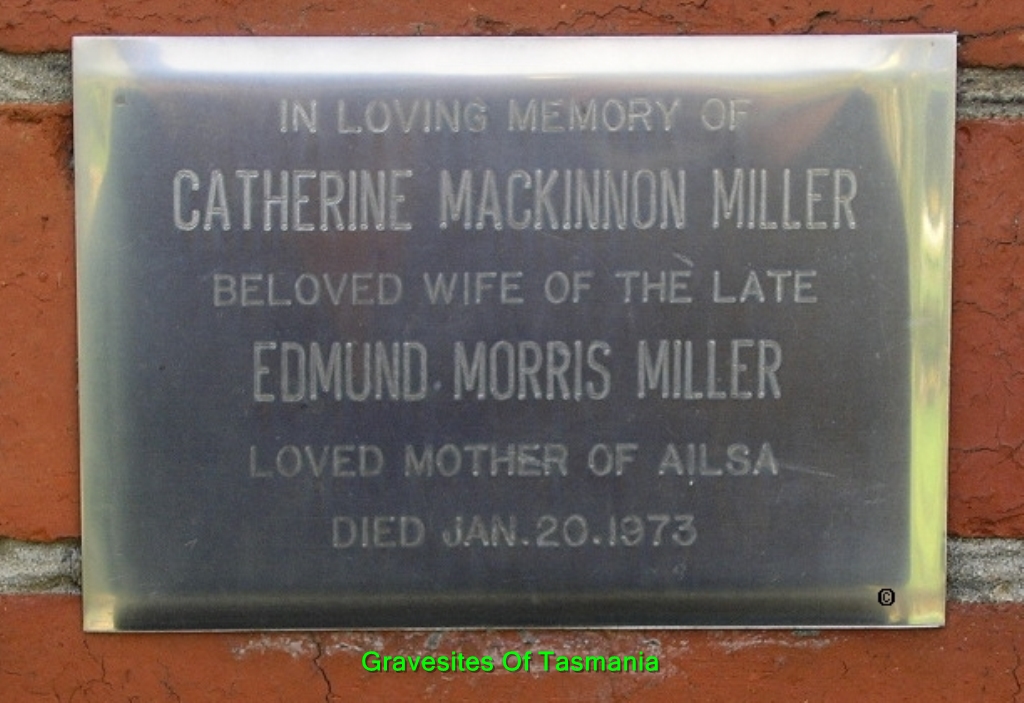 IN LOVING MEMORY OF
CATHERINE MACKINNON MILLER
BELOVED WIFE OF THE LATE
EDMUND MORRIS MILLER
LOVED MOTHER OF AILSA
DIED JAN.20.1973
©
Gravesites Of Tasmania